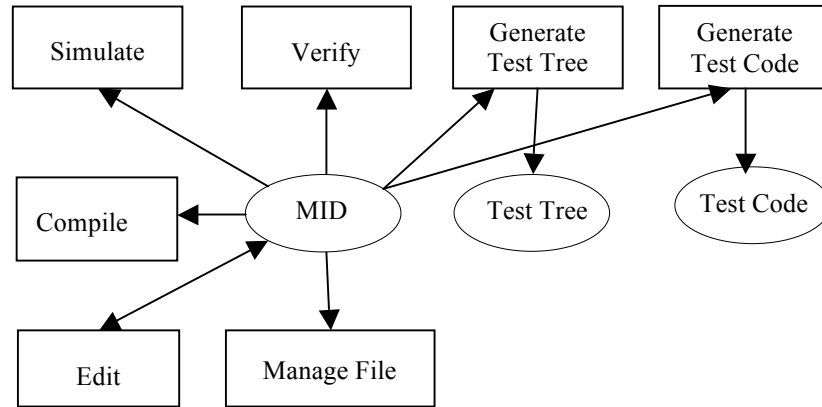 Simulate
Verify
Generate
Test Tree
Generate
Test Code
Compile
MID
Test Tree
Test Code
Edit
Manage File